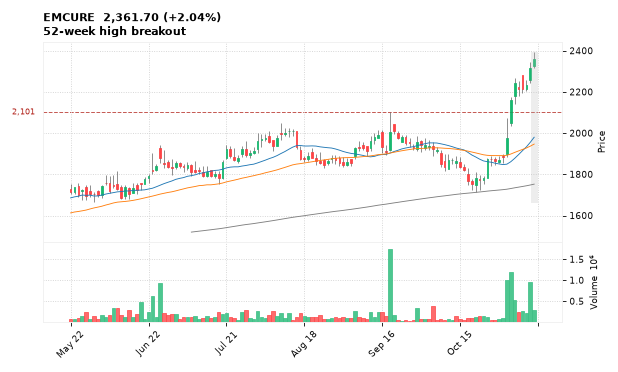 EMCURE 2,361.70 (+2.04%)
52-week high breakout
2400
2,101
2000
1800
1600
Price
1.5
1.0
0.5
Volume 10⁶
May 22
Jun 22
Jul 21
Aug 18
Sep 16
Oct 15
2200